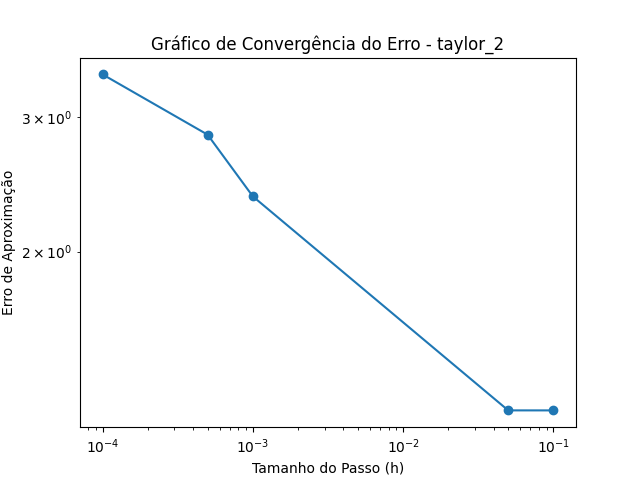 Gráfico de Convergência do Erro - taylor_2
Erro de Aproximação
3 × 10⁰
2 × 10⁰
10⁻⁴
10⁻³
10⁻²
10⁻¹
Tamanho do Passo (h)